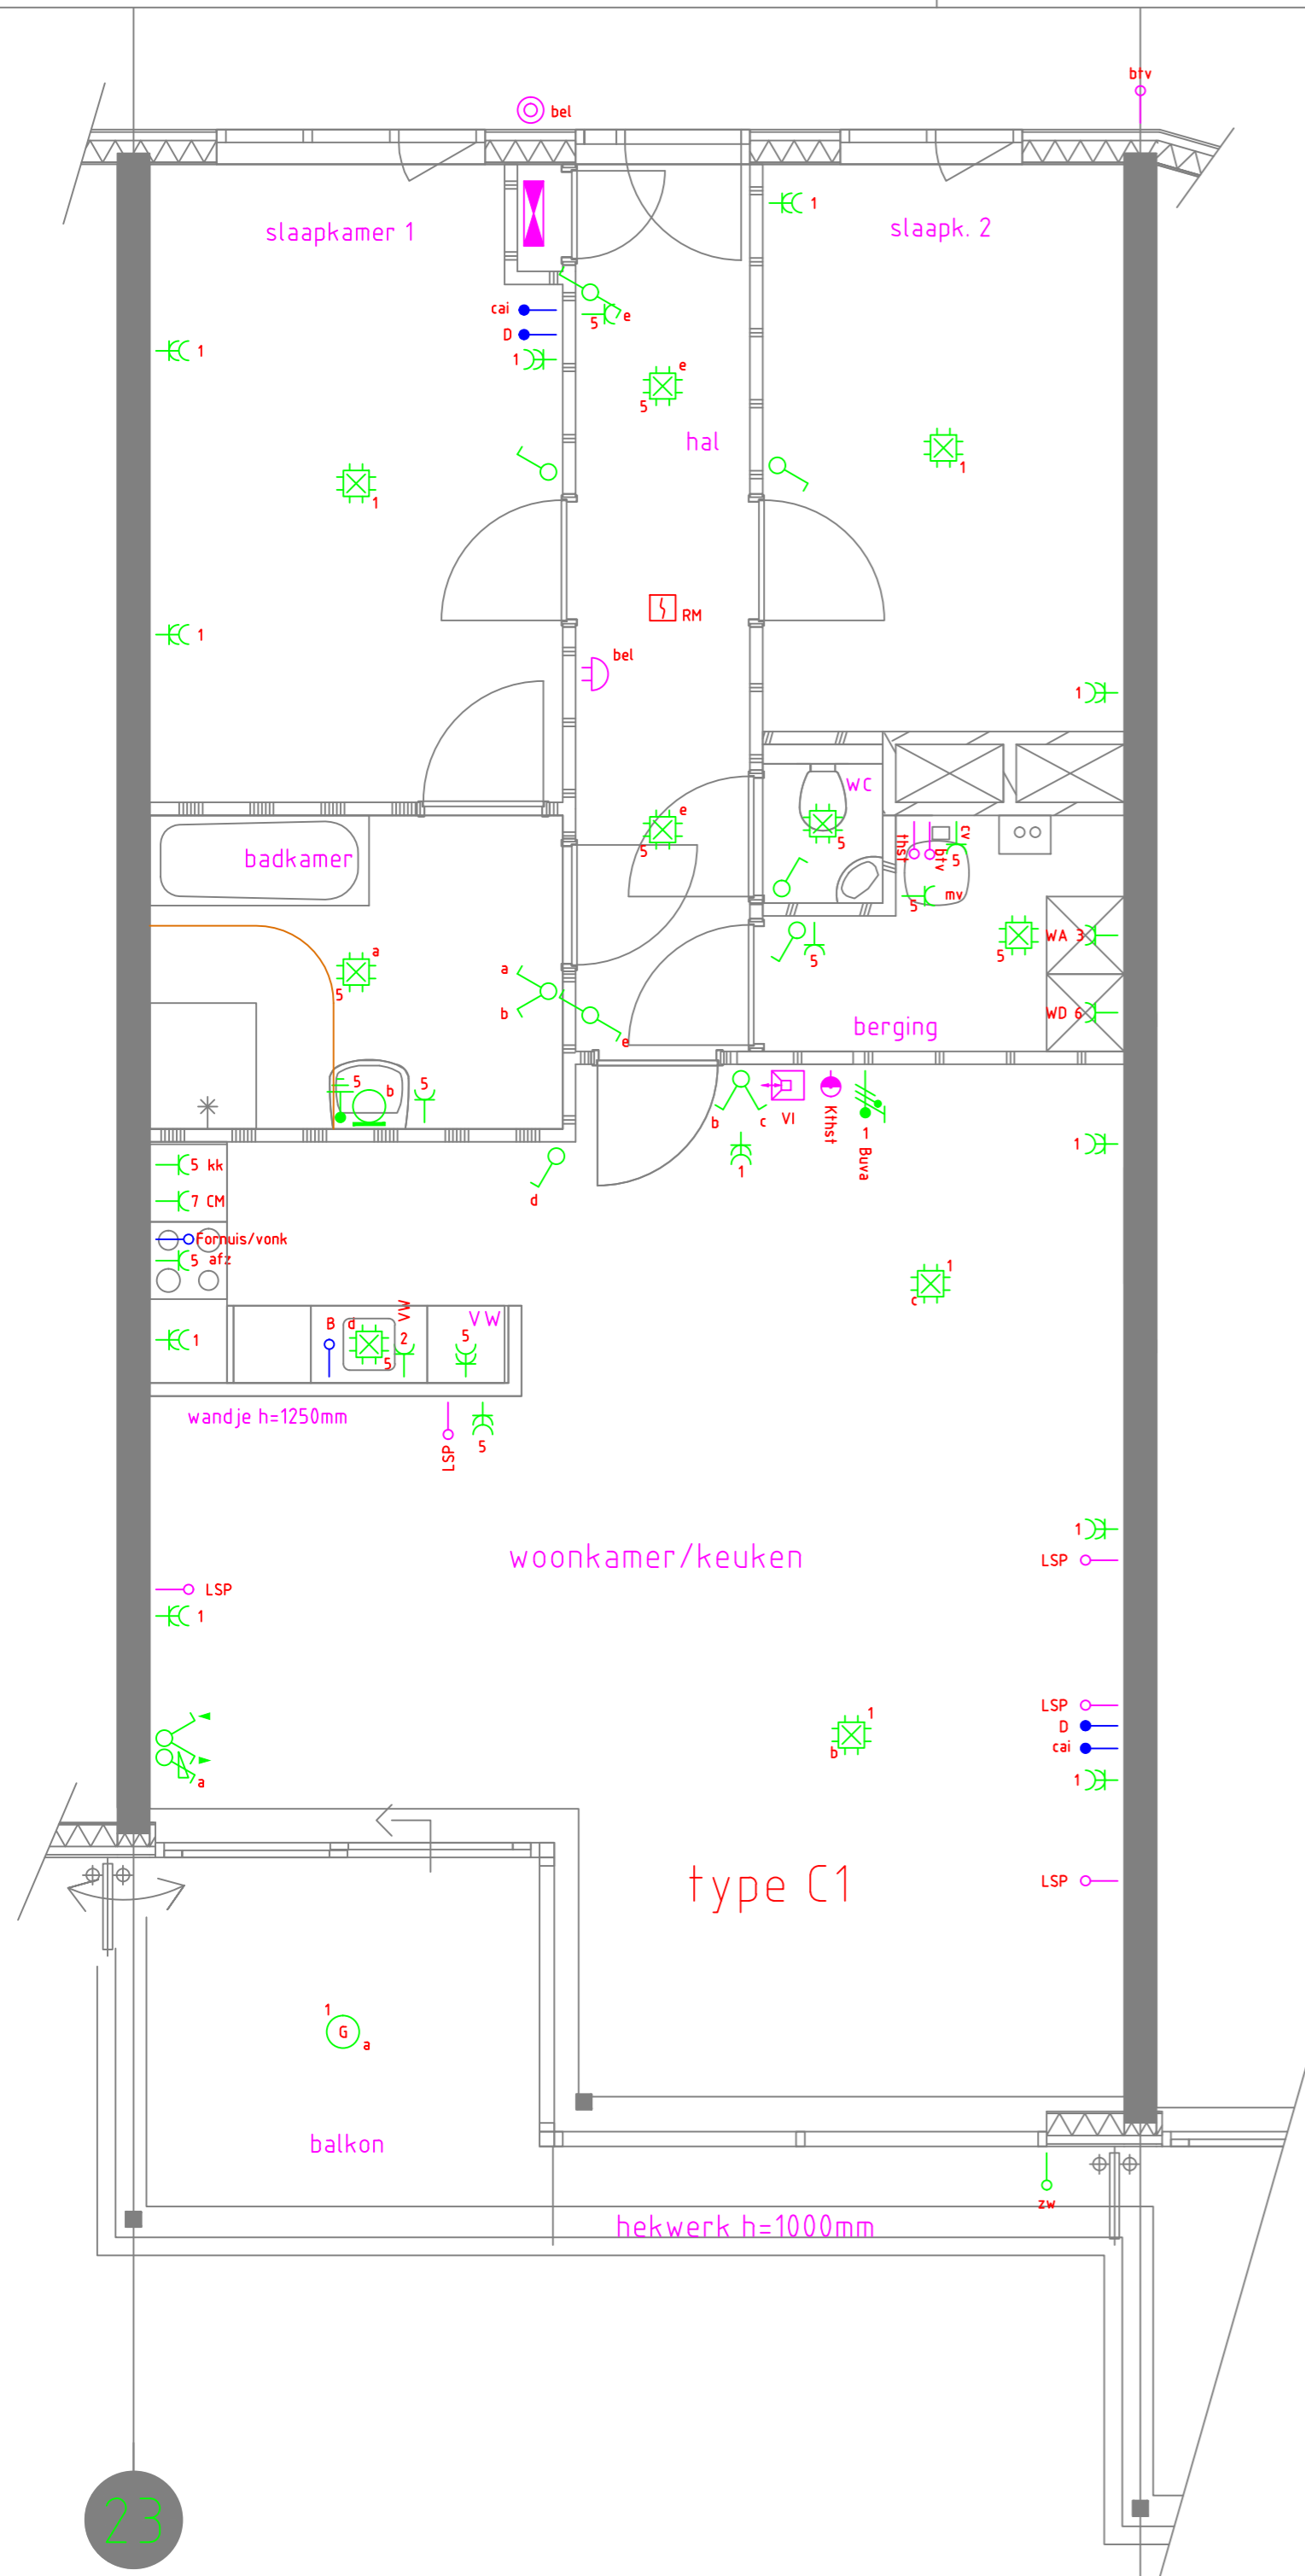 btv
bel
slaapkamer 1
1
slaapk. 2
cai
D
5
e
1
1
e
5
hal
1
1
RM
1
bel
1
wc
e
5
5
badkamer
thst
btv
cv
5
mv
5
a
5
a
b
e
5
5
WA 3
WD 6
berging
5
b
5
b
c
VI
Kthst
1 Buva
1
1
d
5 kk
7 CM
Fornuis/vonk
5 afz
1
c
1
B
d
VW
2
5
VW
5
wandje h=1250mm
LSP
5
woonkamer/keuken
1
LSP
LSP
1
LSP
D
cai
1
1
b
a
type C1
LSP
1
G
a
balkon
zw
hekwerk h=1000mm
23